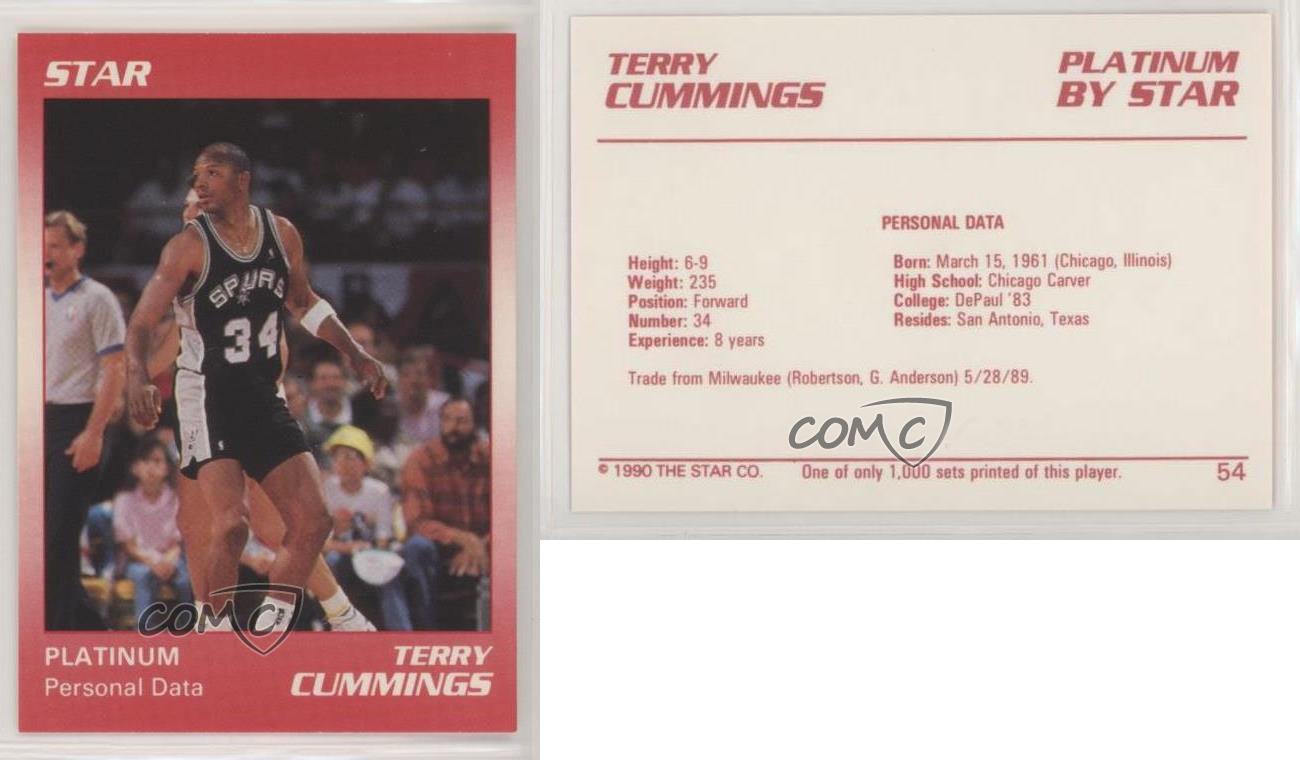 STAR
SPURS
34
COMC
PLATINUM
Personal Data
TERRY
CUMMINGS
TERRY
CUMMINGS
PLATINUM
BY STAR
PERSONAL DATA
Height: 6-9
Weight: 235
Position: Forward
Number: 34
Experience: 8 years
Born: March 15, 1961 (Chicago, Illinois)
High School: Chicago Carver
College: DePaul '83
Resides: San Antonio, Texas
Trade from Milwaukee (Robertson, G. Anderson) 5/28/89.
COMC
© 1990 THE STAR CO. One of only 1,000 sets printed of this player. 54